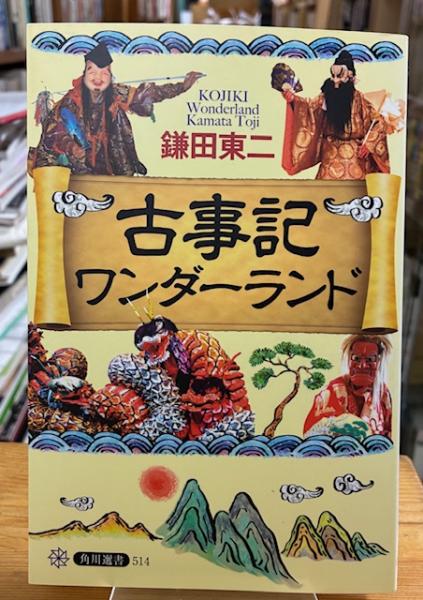 KOJIKI
Wonderland
Kamata Toji
鎌田東二
古事記
ワンダーランド
角川選書 514